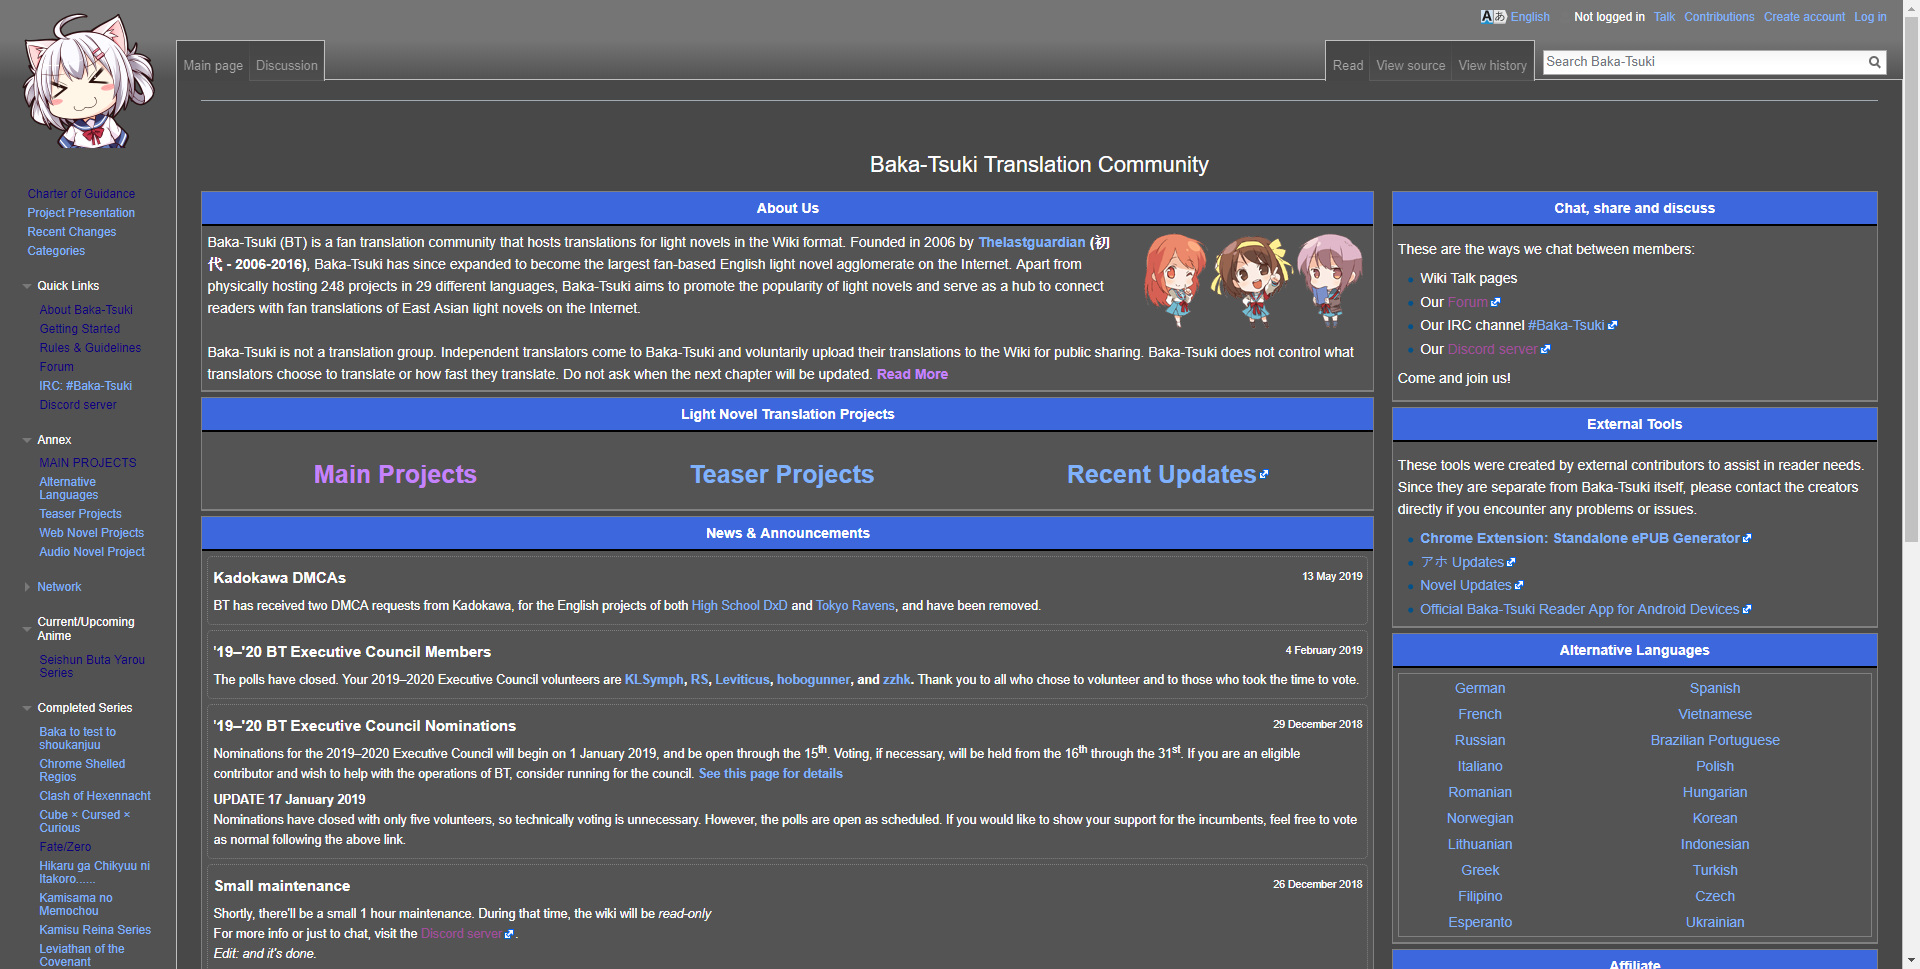 English Not logged in Talk Contributions Create account Log in
Main page Discussion
Read View source View history Search Baka-Tsuki
Charter of Guidance
Project Presentation
Recent Changes
Categories
Quick Links
About Baka-Tsuki
Getting Started
Rules & Guidelines
Forum
IRC: #Baka-Tsuki
Discord server
Annex
MAIN PROJECTS
Alternative
Languages
Teaser Projects
Web Novel Projects
Audio Novel Project
Network
Current/Upcoming
Anime
Seishun Buta Yarou
Series
Completed Series
Baka to test to
shoukanjuu
Chrome Shelled
Regios
Clash of Hexennacht
Cube × Cursed ×
Curious
Fate/Zero
Hikaru ga Chikyuu ni
Itakoro......
Kamisama no
Memochou
Kamisu Reina Series
Leviathan of the
Covenant
Baka-Tsuki Translation Community
About Us
Baka-Tsuki (BT) is a fan translation community that hosts translations for light novels in the Wiki format. Founded in 2006 by Thelastguardian (初
代 - 2006-2016), Baka-Tsuki has since expanded to become the largest fan-based English light novel agglomerate on the Internet. Apart from
physically hosting 248 projects in 29 different languages, Baka-Tsuki aims to promote the popularity of light novels and serve as a hub to connect
readers with fan translations of East Asian light novels on the Internet.
Baka-Tsuki is not a translation group. Independent translators come to Baka-Tsuki and voluntarily upload their translations to the Wiki for public sharing. Baka-Tsuki does not control what
translators choose to translate or how fast they translate. Do not ask when the next chapter will be updated. Read More
Light Novel Translation Projects
Main Projects Teaser Projects Recent Updates
News & Announcements
Kadokawa DMCAs 13 May 2019
BT has received two DMCA requests from Kadokawa, for the English projects of both High School DxD and Tokyo Ravens, and have been removed.
'19–'20 BT Executive Council Members 4 February 2019
The polls have closed. Your 2019–2020 Executive Council volunteers are KLSymph, RS, Leviticus, hobogunner, and zzhk. Thank you to all who chose to volunteer and to those who took the time to vote.
'19–'20 BT Executive Council Nominations 29 December 2018
Nominations for the 2019–2020 Executive Council will begin on 1 January 2019, and be open through the 15th. Voting, if necessary, will be held from the 16th through the 31st. If you are an eligible
contributor and wish to help with the operations of BT, consider running for the council. See this page for details
UPDATE 17 January 2019
Nominations have closed with only five volunteers, so technically voting is unnecessary. However, the polls are open as scheduled. If you would like to show your support for the incumbents, feel free to vote
as normal following the above link.
Small maintenance 26 December 2018
Shortly, there'll be a small 1 hour maintenance. During that time, the wiki will be read-only
For more info or just to chat, visit the Discord server.
Edit: and it's done.
Chat, share and discuss
These are the ways we chat between members:
Wiki Talk pages
Our Forum
Our IRC channel #Baka-Tsuki
Our Discord server
Come and join us!
External Tools
These tools were created by external contributors to assist in reader needs.
Since they are separate from Baka-Tsuki itself, please contact the creators
directly if you encounter any problems or issues.
Chrome Extension: Standalone ePUB Generator
アホ Updates
Novel Updates
Official Baka-Tsuki Reader App for Android Devices
Alternative Languages
German Spanish
French Vietnamese
Russian Brazilian Portuguese
Italiano Polish
Romanian Hungarian
Norwegian Korean
Lithuanian Indonesian
Greek Turkish
Filipino Czech
Esperanto Ukrainian
Affiliate